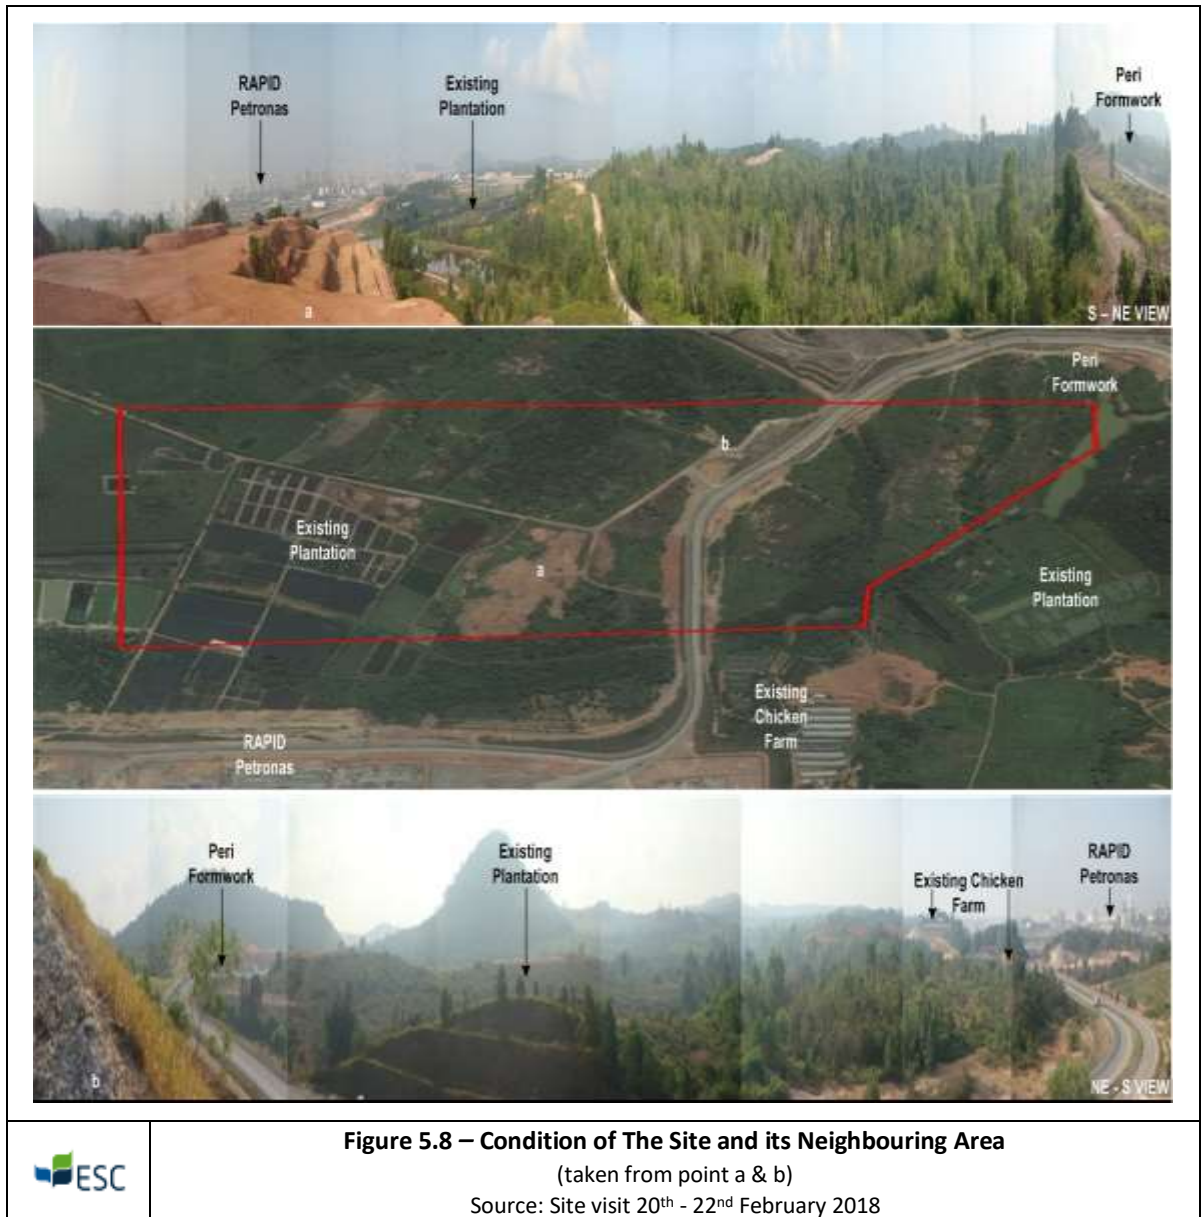 RAPID
Petronas
Existing
Plantation
Peri
Formwork
a
S – NE VIEW
Peri
Formwork
b
Existing
Plantation
a
Existing
Plantation
Existing
Chicken
Farm
RAPID
Petronas
Peri
Formwork
Existing
Plantation
Existing Chicken
Farm
RAPID
Petronas
b
NE - S VIEW
ESC
Figure 5.8 – Condition of The Site and its Neighbouring Area
(taken from point a & b)
Source: Site visit 20th - 22nd February 2018